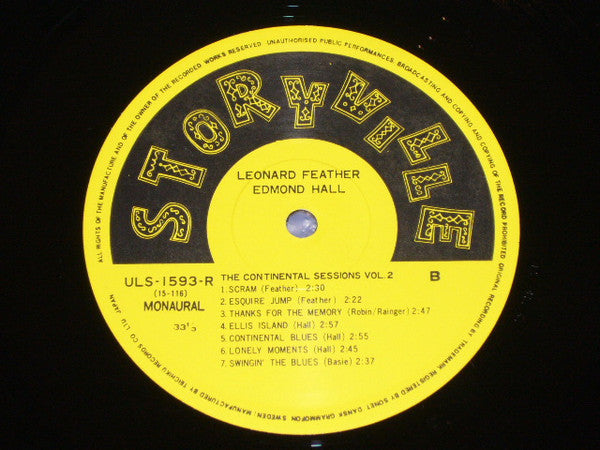 ALL RIGHTS OF THE MANUFACTURE AND OF THE OWNER OF THE RECORDED WORKS RESERVED. UNAUTHORISED PUBLIC PERFORMANCES, BROADCASTING AND COPYING OF THE RECORD PROHIBITED
STORYVILLE
LEONARD FEATHER
EDMOND HALL
ULS-1593-R
(15-116)
MONAURAL
33⅓
THE CONTINENTAL SESSIONS VOL.2
B
1. SCRAM (Feather) 2:30
2. ESQUIRE JUMP (Feather) 2:22
3. THANKS FOR THE MEMORY (Robin/Rainger) 2:47
4. ELLIS ISLAND (Hall) 2:57
5. CONTINENTAL BLUES (Hall) 2:55
6. LONELY MOMENTS (Hall) 2:45
7. SWINGIN' THE BLUES (Basie) 2:37
ORIGINAL RECORDING BY STORYVILLE. TRADEMARK REGISTERED BY SONET DANSK GRAMMOFON SWEDEN/MANUFACTURED BY TEICHIKU RECORDS CO. LTD. JAPAN